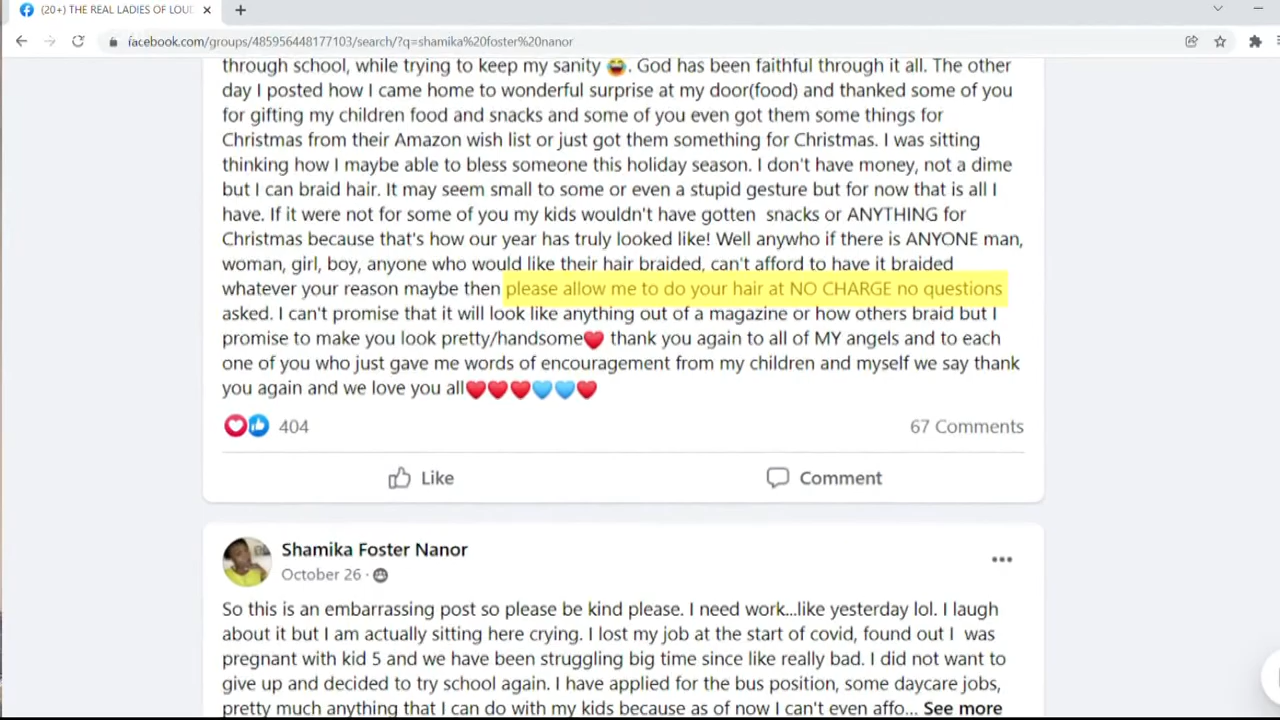 (20+) THE REAL LADIES OF LOUD
facebook.com/groups/485956448177103/search/?q=shamika%20foster%20nanor
through school, while trying to keep my sanity 😂. God has been faithful through it all. The other
day I posted how I came home to wonderful surprise at my door(food) and thanked some of you
for gifting my children food and snacks and some of you even got them some things for
Christmas from their Amazon wish list or just got them something for Christmas. I was sitting
thinking how I maybe able to bless someone this holiday season. I don't have money, not a dime
but I can braid hair. It may seem small to some or even a stupid gesture but for now that is all I
have. If it were not for some of you my kids wouldn't have gotten snacks or ANYTHING for
Christmas because that's how our year has truly looked like! Well anywho if there is ANYONE man,
woman, girl, boy, anyone who would like their hair braided, can't afford to have it braided
whatever your reason maybe then please allow me to do your hair at NO CHARGE no questions
asked. I can't promise that it will look like anything out of a magazine or how others braid but I
promise to make you look pretty/handsome❤️ thank you again to all of MY angels and to each
one of you who just gave me words of encouragement from my children and myself we say thank
you again and we love you all❤️❤️❤️💙💙❤️
404 67 Comments
Like Comment
Shamika Foster Nanor
October 26 ·
So this is an embarrassing post so please be kind please. I need work...like yesterday lol. I laugh
about it but I am actually sitting here crying. I lost my job at the start of covid, found out I was
pregnant with kid 5 and we have been struggling big time since like really bad. I did not want to
give up and decided to try school again. I have applied for the bus position, some daycare jobs,
pretty much anything that I can do with my kids because as of now I can't even affo... See more